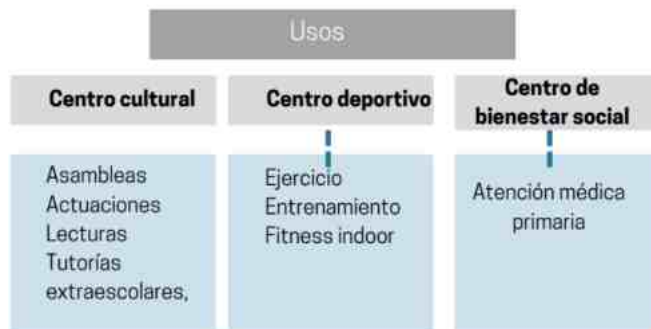 Usos
Centro cultural
Asambleas
Actuaciones
Lecturas
Tutorías
extraescolares,
Centro deportivo
Ejercicio
Entrenamiento
Fitness indoor
Centro de
bienestar social
Atención médica
primaria